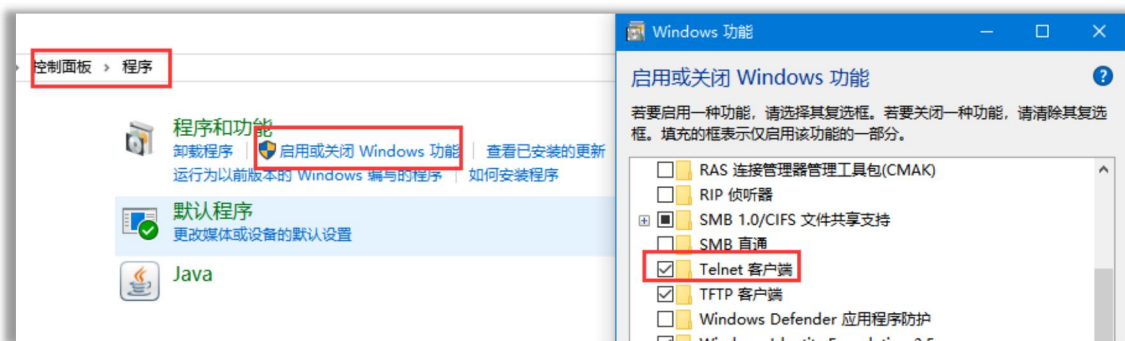 控制面板 > 程序
程序和功能
卸载程序 启用或关闭 Windows 功能 查看已安装的更新
运行为以前版本的 Windows 编写的程序 如何安装程序
默认程序
更改媒体或设备的默认设置
Java
Windows 功能
启用或关闭 Windows 功能
若要启用一种功能，请选择其复选框。若要关闭一种功能，请清除其复选
框。填充的框表示仅启用该功能的一部分。
RAS 连接管理器管理工具包(CMAK)
RIP 侦听器
SMB 1.0/CIFS 文件共享支持
SMB 直通
Telnet 客户端
TFTP 客户端
Windows Defender 应用程序防护